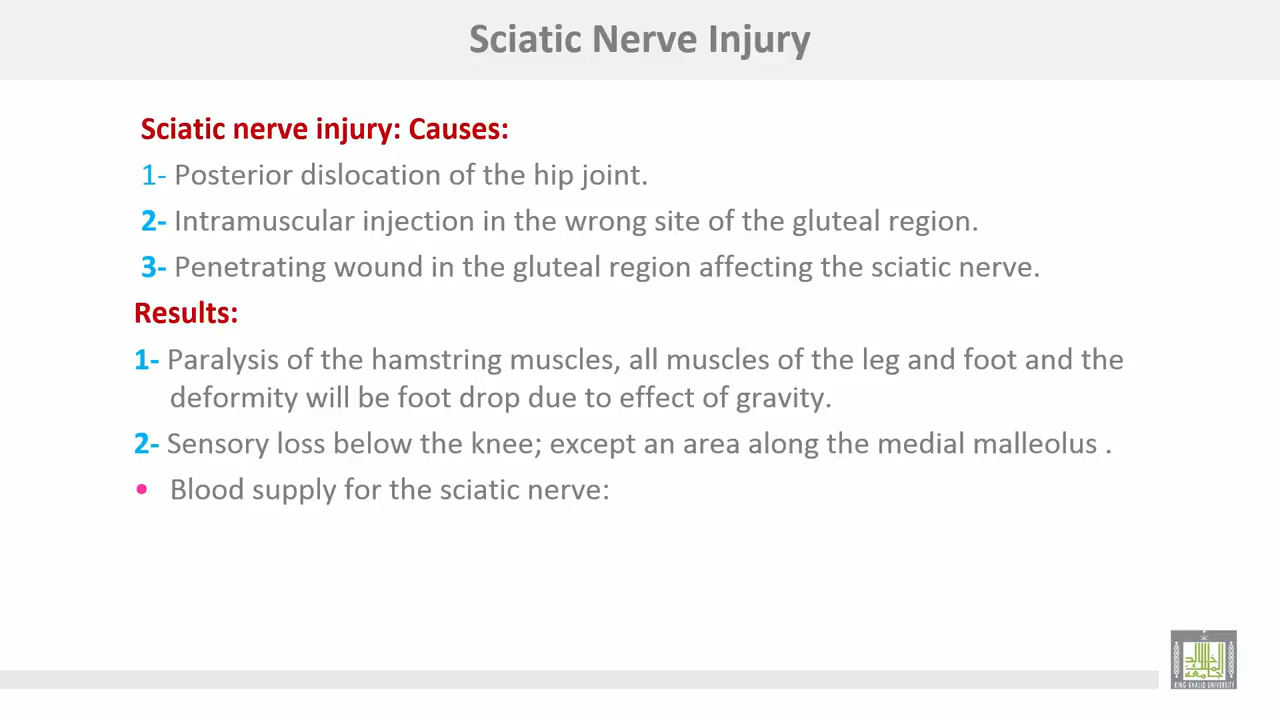 Sciatic Nerve Injury
Sciatic nerve injury: Causes:
1- Posterior dislocation of the hip joint.
2- Intramuscular injection in the wrong site of the gluteal region.
3- Penetrating wound in the gluteal region affecting the sciatic nerve.
Results:
1- Paralysis of the hamstring muscles, all muscles of the leg and foot and the
deformity will be foot drop due to effect of gravity.
2- Sensory loss below the knee; except an area along the medial malleolus .
• Blood supply for the sciatic nerve:
KING KHALID UNIVERSITY